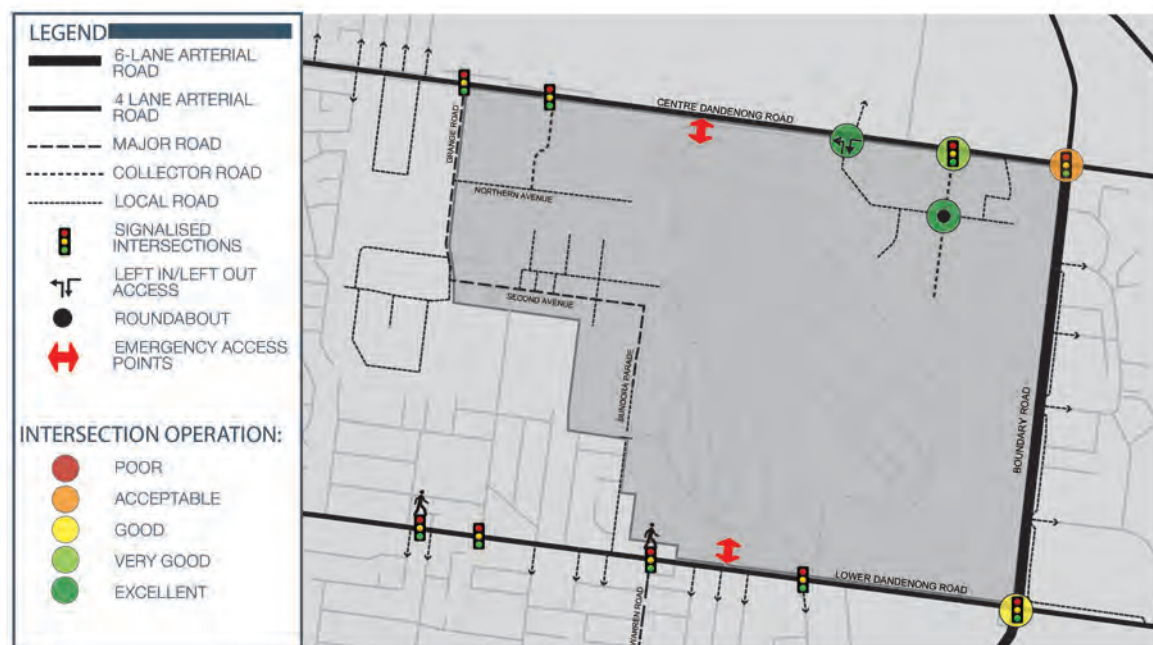 LEGEND
6-LANE ARTERIAL
ROAD
4 LANE ARTERIAL
ROAD
MAJOR ROAD
COLLECTOR ROAD
LOCAL ROAD
SIGNALISED
INTERSECTIONS
LEFT IN/LEFT OUT
ACCESS
ROUNDABOUT
EMERGENCY ACCESS
POINTS
INTERSECTION OPERATION:
POOR
ACCEPTABLE
GOOD
VERY GOOD
EXCELLENT
CENTRE DANDENONG ROAD
GRANGE ROAD
NORTHERN AVENUE
SECOND AVENUE
BUNDORA PARADE
BOUNDARY ROAD
LOWER DANDENONG ROAD
WARREN ROAD